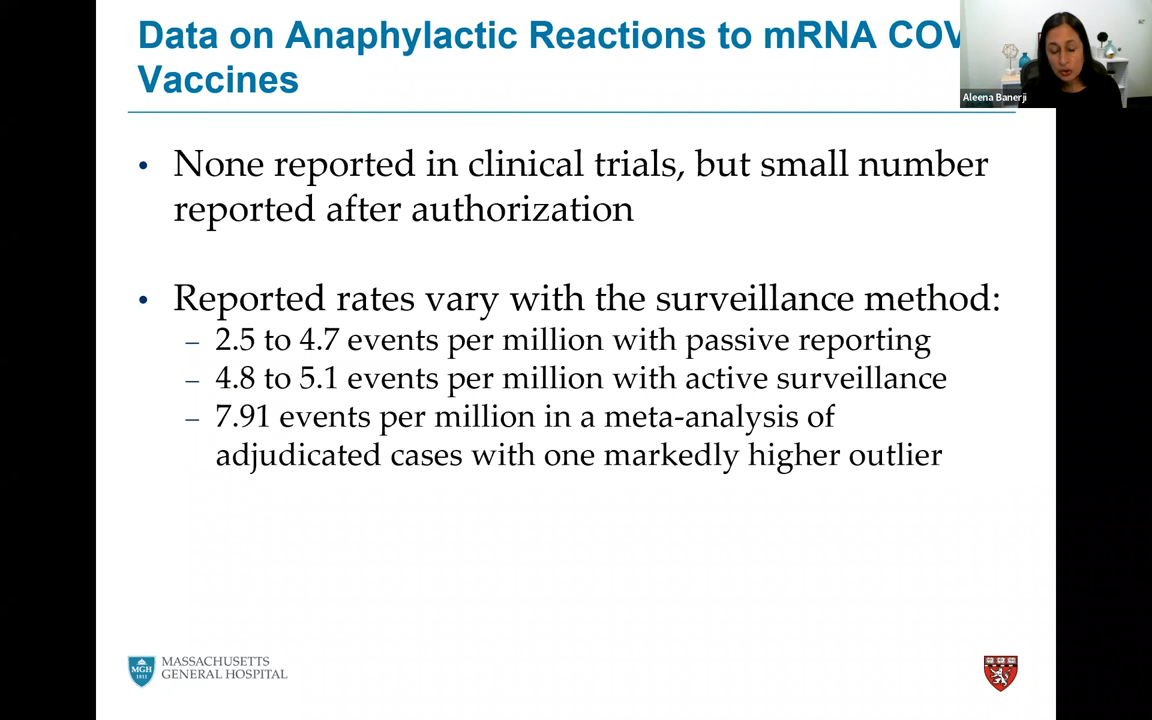 Data on Anaphylactic Reactions to mRNA COV
Vaccines
Aleena Banerji
• None reported in clinical trials, but small number
reported after authorization
• Reported rates vary with the surveillance method:
– 2.5 to 4.7 events per million with passive reporting
– 4.8 to 5.1 events per million with active surveillance
– 7.91 events per million in a meta-analysis of
adjudicated cases with one markedly higher outlier
MGH
1811
MASSACHUSETTS
GENERAL HOSPITAL